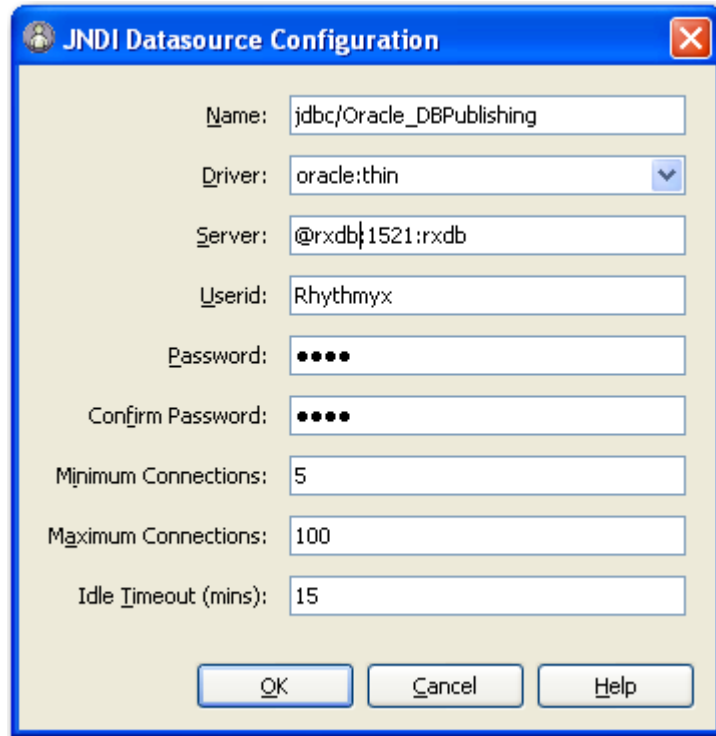 JNDI Datasource Configuration
Name: jdbc/Oracle_DBPublishing
Driver: oracle:thin
Server: @rxdb:1521:rxdb
Userid: Rhythmyx
Password: ●●●●
Confirm Password: ●●●●
Minimum Connections: 5
Maximum Connections: 100
Idle Timeout (mins): 15
OK Cancel Help